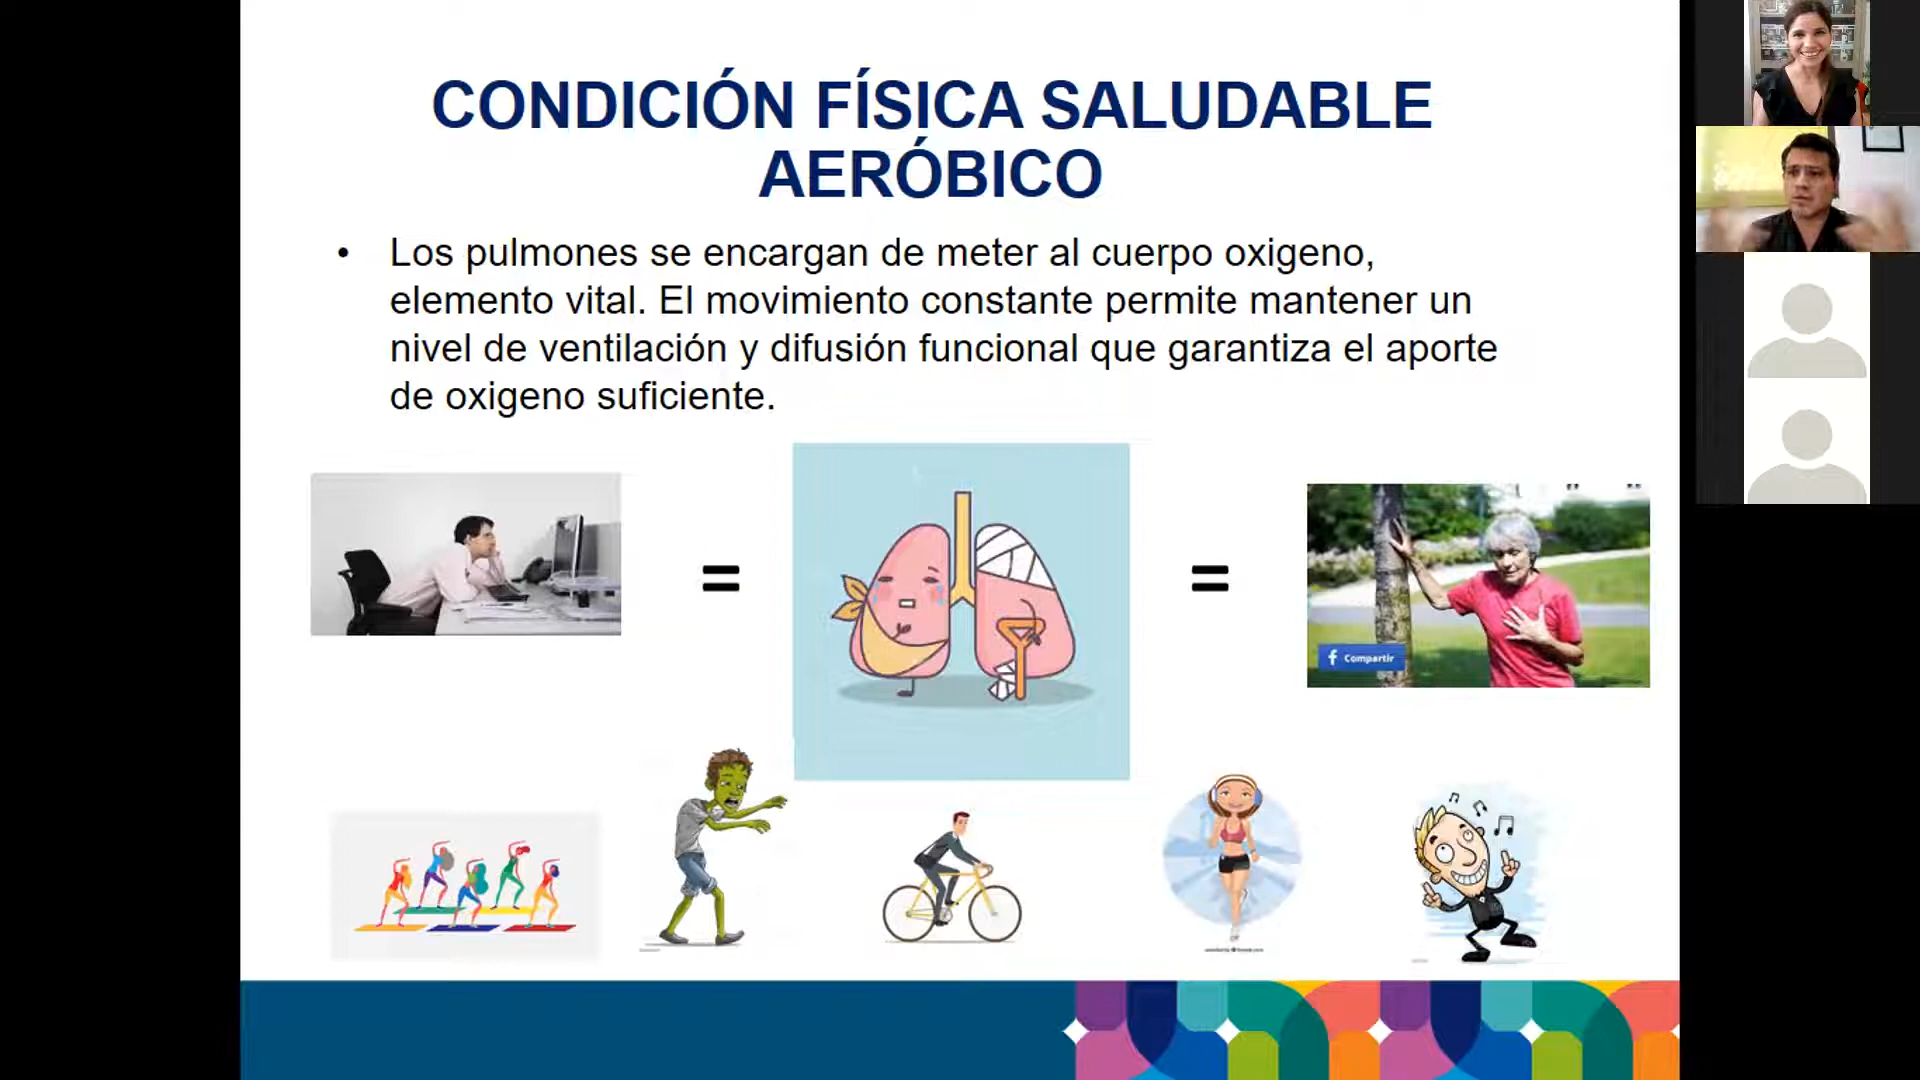 CONDICIÓN FÍSICA SALUDABLE
AERÓBICO
• Los pulmones se encargan de meter al cuerpo oxigeno,
elemento vital. El movimiento constante permite mantener un
nivel de ventilación y difusión funcional que garantiza el aporte
de oxigeno suficiente.
= =
f Compartir